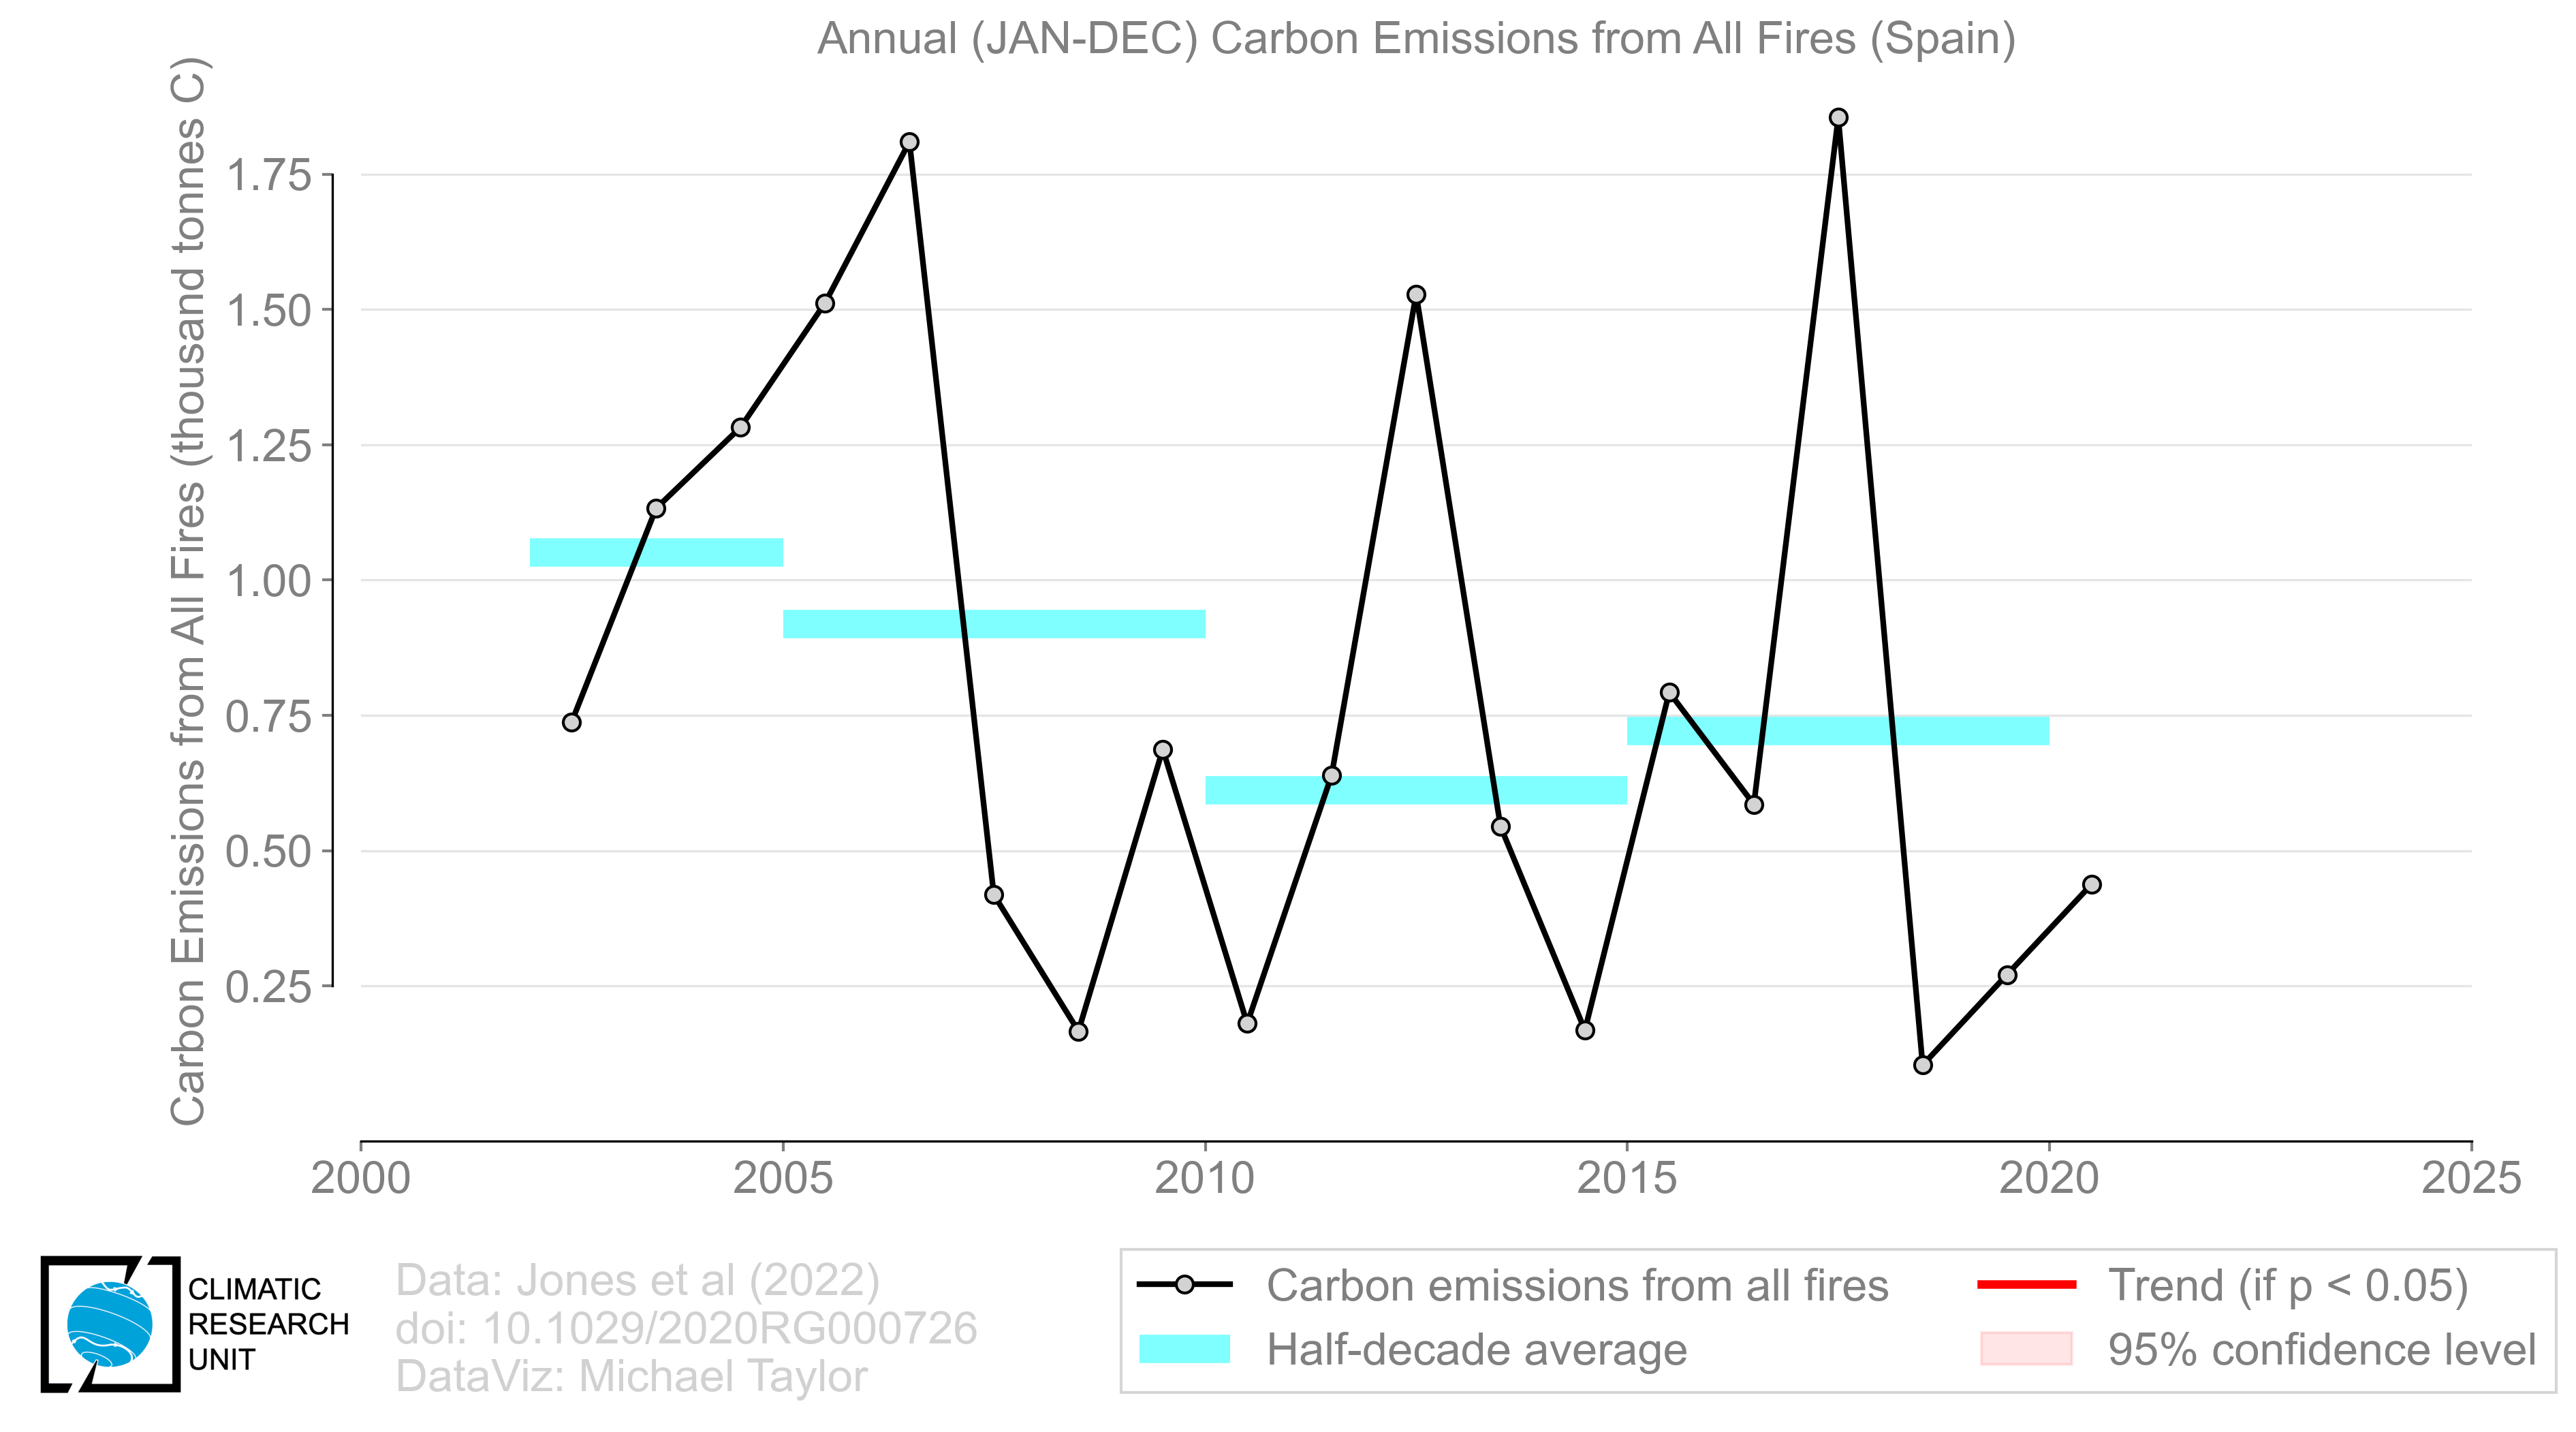 Annual (JAN-DEC) Carbon Emissions from All Fires (Spain)
Carbon Emissions from All Fires (thousand tonnes C)
1.75
1.50
1.25
1.00
0.75
0.50
0.25
2000
2005
2010
2015
2020
2025
CLIMATIC
RESEARCH
UNIT
Data: Jones et al (2022)
doi: 10.1029/2020RG000726
DataViz: Michael Taylor
Carbon emissions from all fires
Half-decade average
Trend (if p < 0.05)
95% confidence level